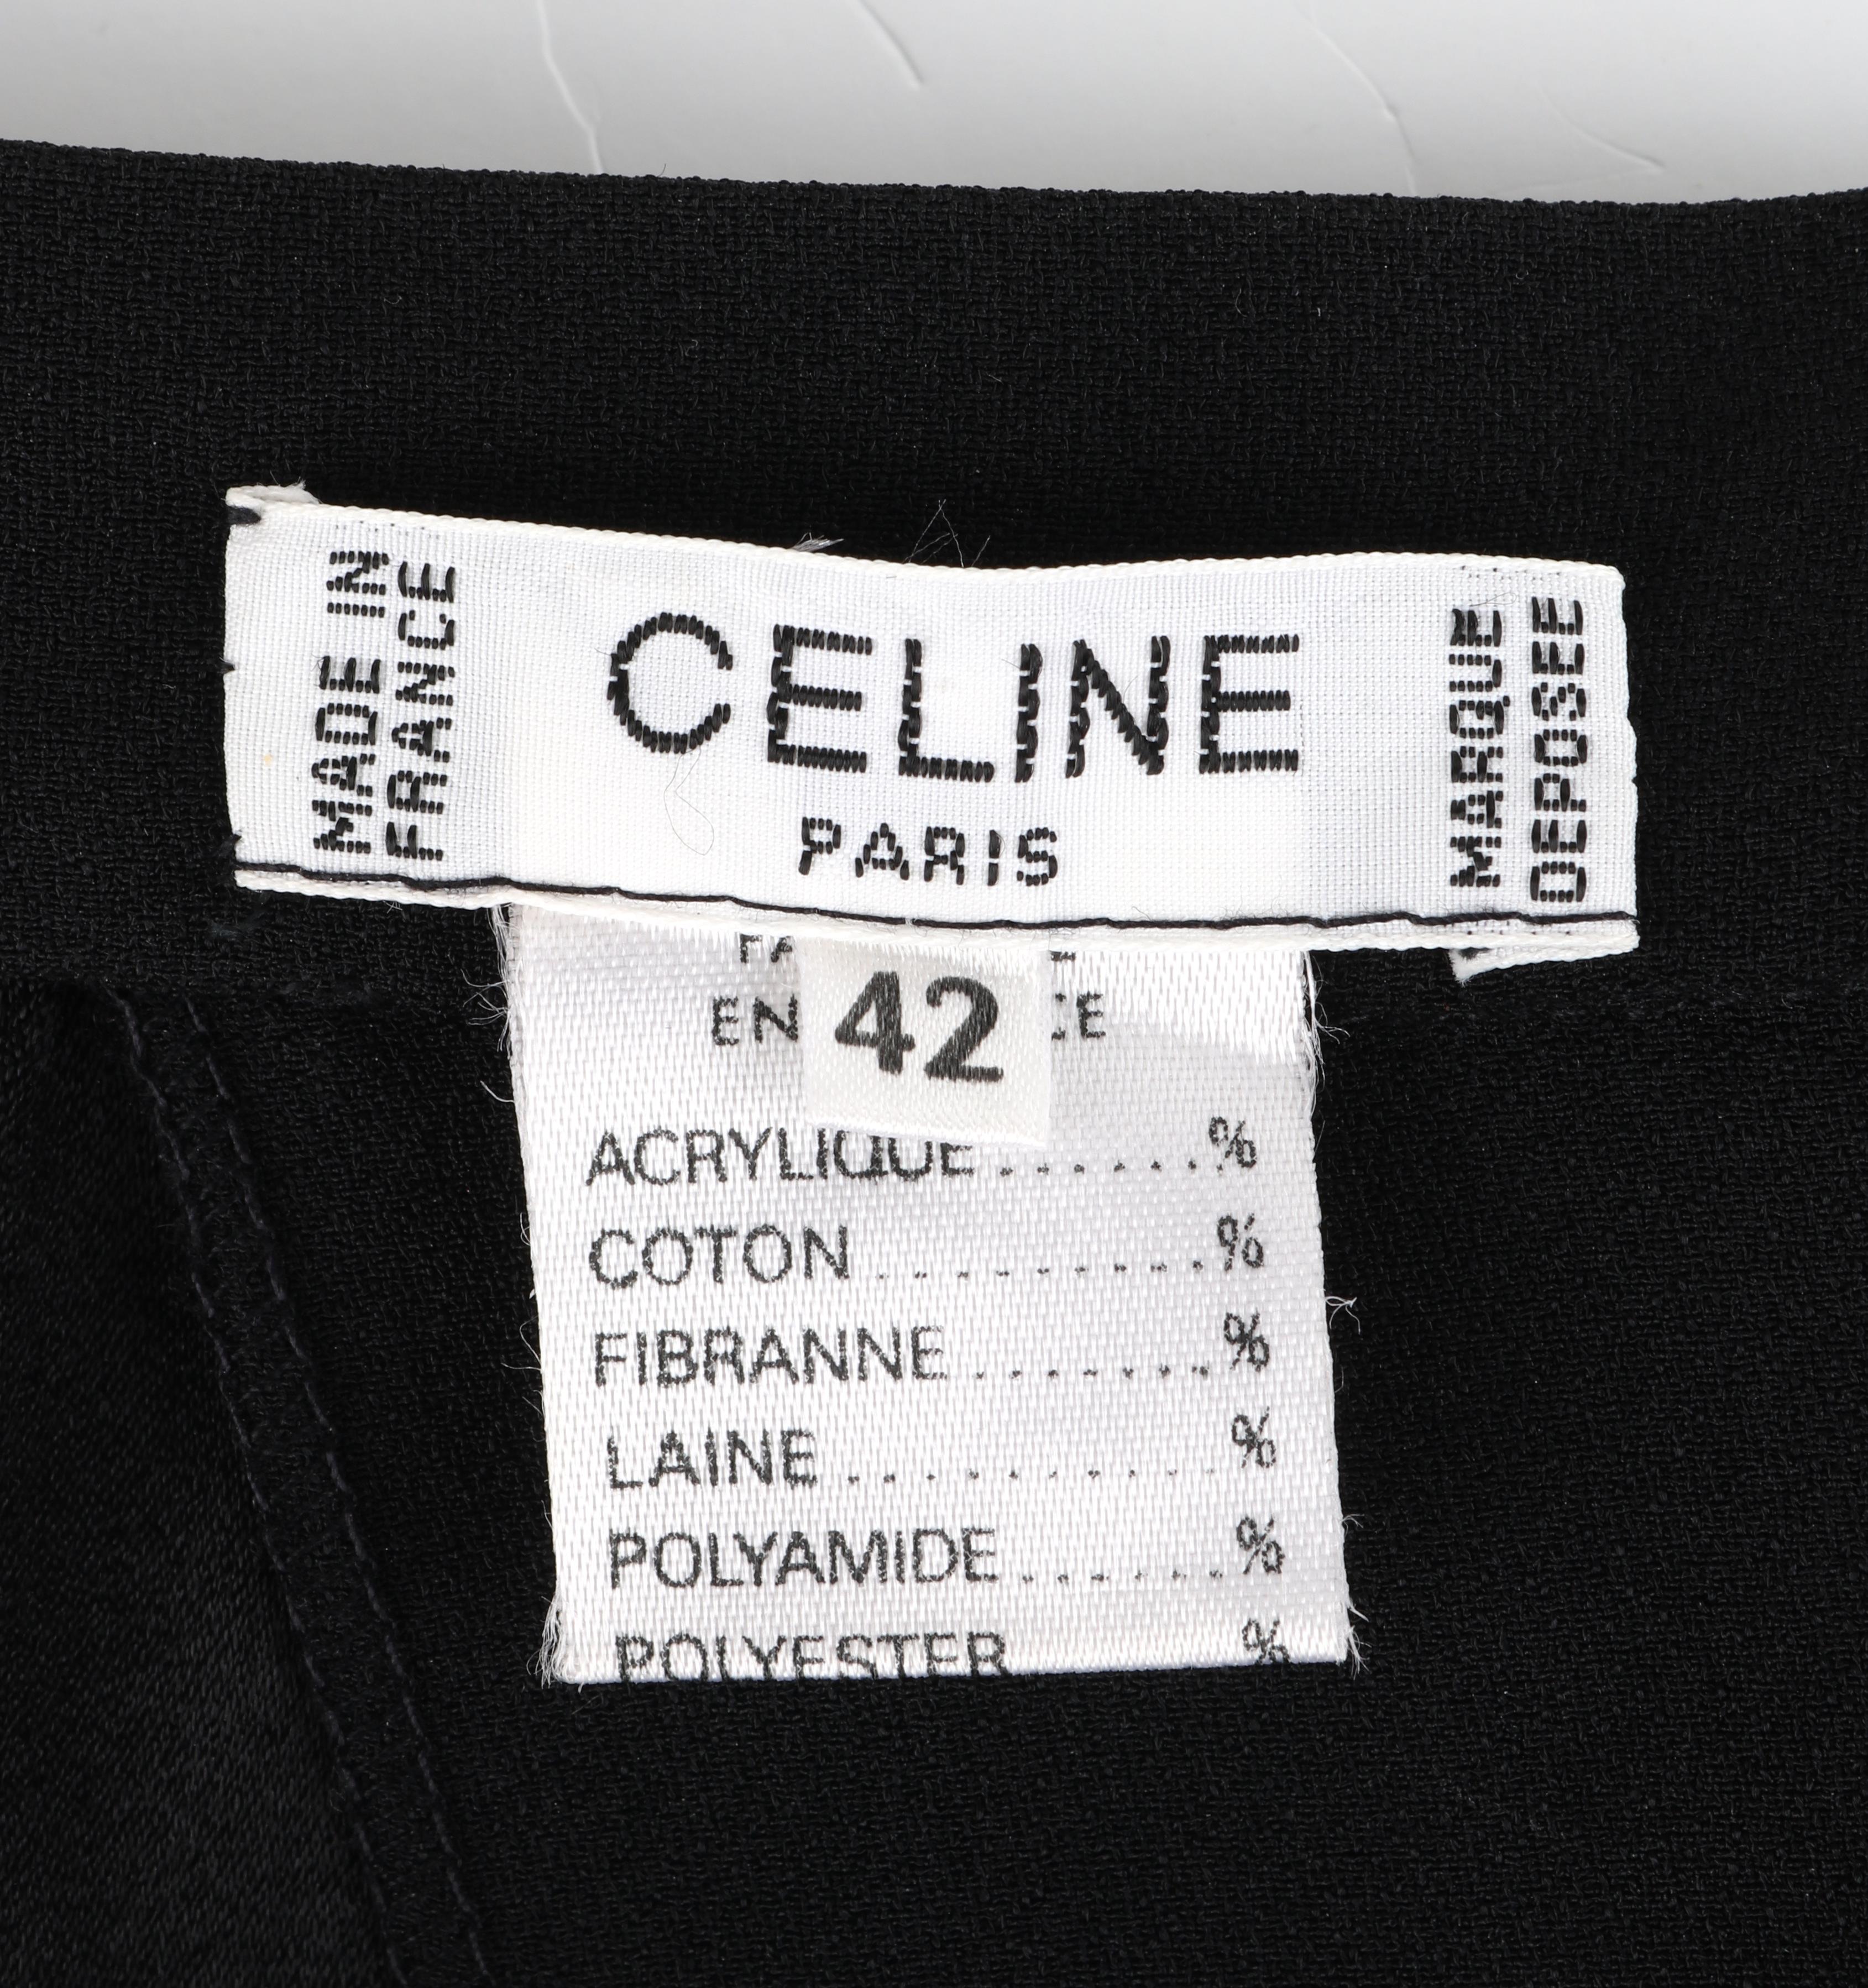 MADE IN
FRANCE
CELINE
PARIS
MARQUE
DEPOSEE
42
EN
ACRYLIQUE.......%
COTON..........%
FIBRANNE.......%
LAINE...........%
POLYAMIDE......%
POLYESTER %